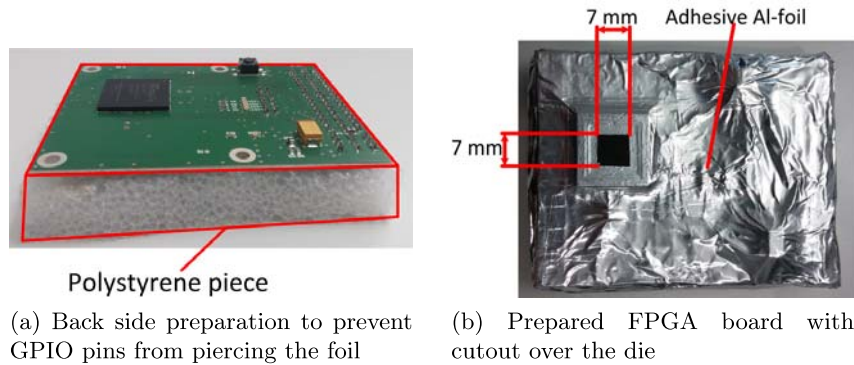 7 mm
Adhesive Al-foil
7 mm
Polystyrene piece
(a) Back side preparation to prevent
GPIO pins from piercing the foil
(b) Prepared FPGA board with
cutout over the die